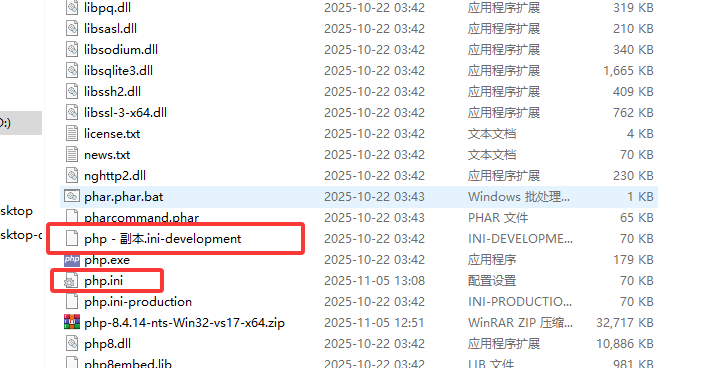 libpq.dll 2025-10-22 03:42 应用程序扩展 319 KB
libsasl.dll 2025-10-22 03:42 应用程序扩展 210 KB
libsodium.dll 2025-10-22 03:42 应用程序扩展 340 KB
libsqlite3.dll 2025-10-22 03:42 应用程序扩展 1,665 KB
libssh2.dll 2025-10-22 03:42 应用程序扩展 409 KB
:) libssl-3-x64.dll 2025-10-22 03:42 应用程序扩展 762 KB
license.txt 2025-10-22 03:42 文本文档 4 KB
news.txt 2025-10-22 03:42 文本文档 70 KB
nghttp2.dll 2025-10-22 03:42 应用程序扩展 230 KB
phar.phar.bat 2025-10-22 03:43 Windows 批处理... 1 KB
sktop pharcommand.phar 2025-10-22 03:43 PHAR 文件 65 KB
sktop-c php - 副本.ini-development 2025-10-22 03:42 INI-DEVELOPME... 70 KB
php.exe 2025-10-22 03:42 应用程序 179 KB
php.ini 2025-11-05 13:08 配置设置 70 KB
php.ini-production 2025-10-22 03:42 INI-PRODUCTIO... 70 KB
php-8.4.14-nts-Win32-vs17-x64.zip 2025-11-05 12:51 WinRAR ZIP 压缩... 32,717 KB
php8.dll 2025-10-22 03:42 应用程序扩展 10,886 KB
php8embed.lib 2025-10-22 03:42 LIB 文件 981 KB